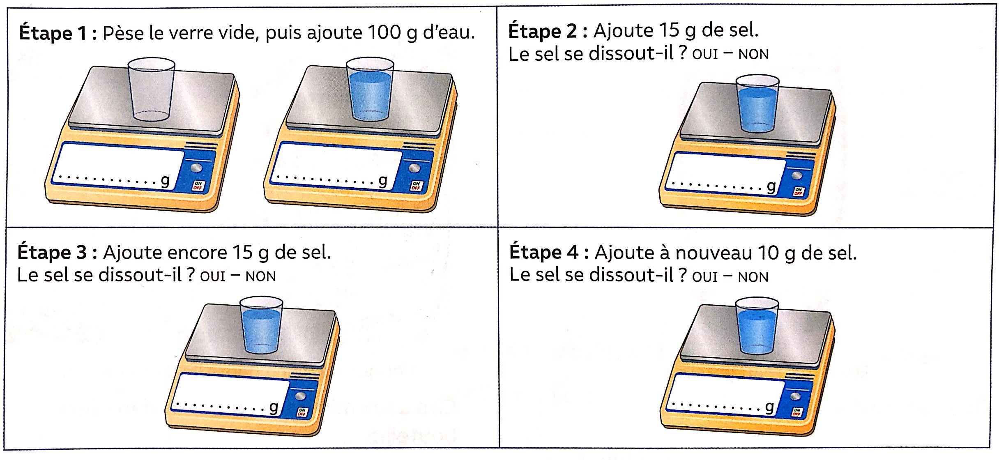 Étape 1 : Pèse le verre vide, puis ajoute 100 g d'eau.
............ g
ON
OFF
............ g
ON
OFF
Étape 2 : Ajoute 15 g de sel.
Le sel se dissout-il ? OUI – NON
........... g
ON
OFF
Étape 3 : Ajoute encore 15 g de sel.
Le sel se dissout-il ? OUI – NON
........... g
ON
OFF
Étape 4 : Ajoute à nouveau 10 g de sel.
Le sel se dissout-il ? OUI – NON
........... g
ON
OFF